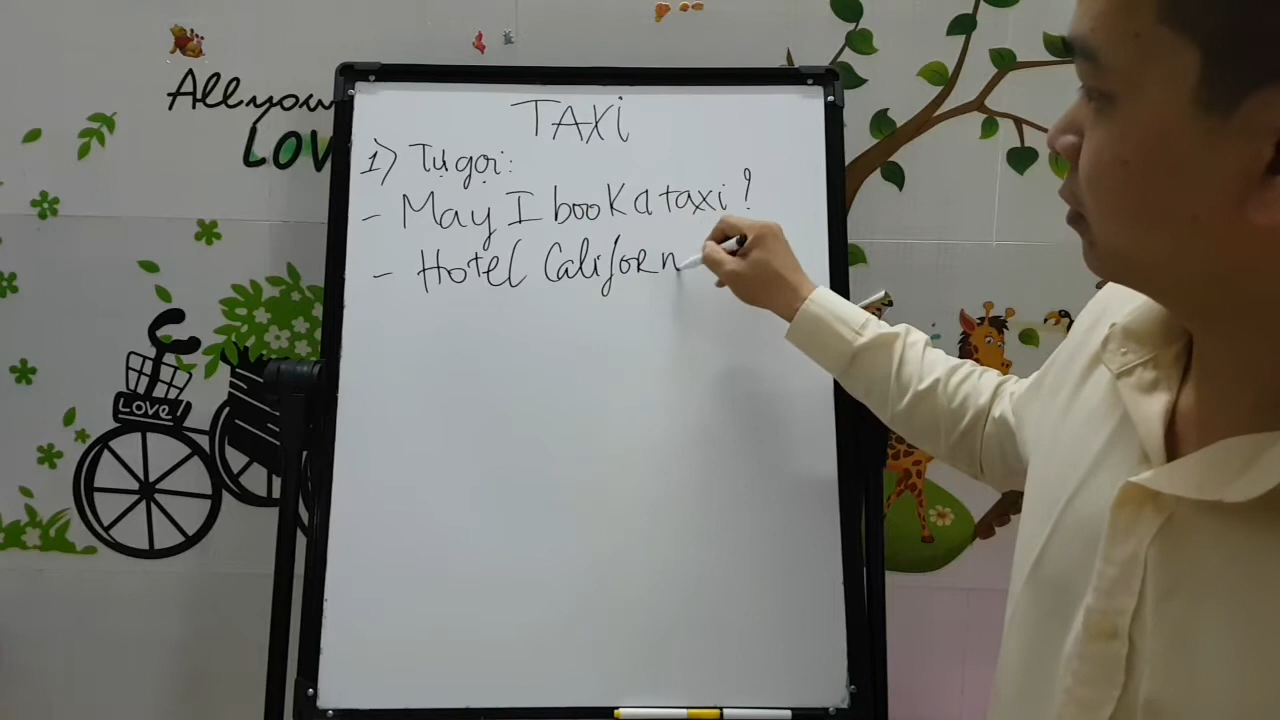 All you
LOV
LOVE!
TAXi
1) Tự gọi:
- May I book a taxi?
- Hotel Californ